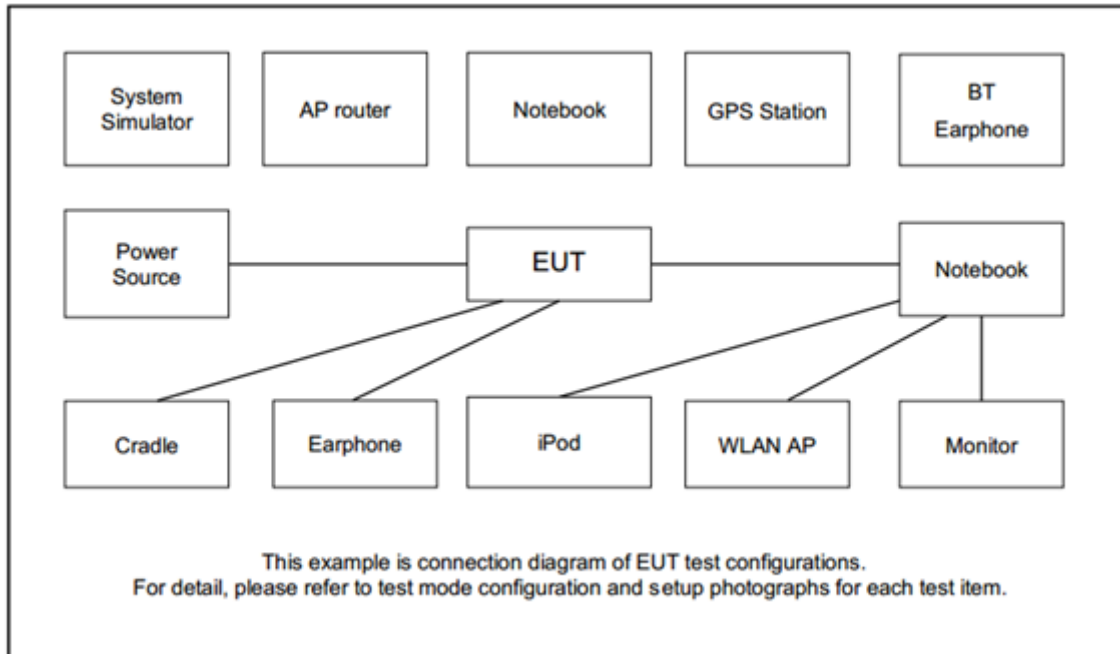 System
Simulator
AP router
Notebook
GPS Station
BT
Earphone
Power
Source
EUT
Notebook
Cradle
Earphone
iPod
WLAN AP
Monitor
This example is connection diagram of EUT test configurations.
For detail, please refer to test mode configuration and setup photographs for each test item.